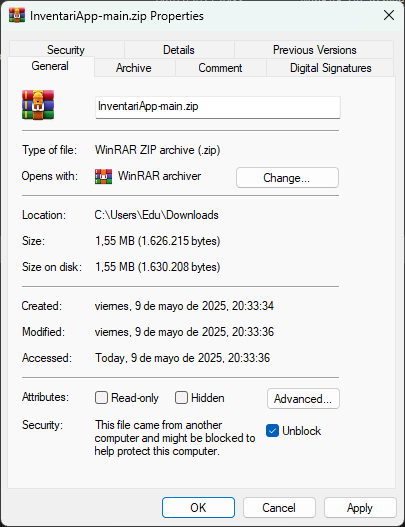 InventariApp-main.zip Properties
Security Details Previous Versions
General Archive Comment Digital Signatures
InventariApp-main.zip
Type of file: WinRAR ZIP archive (.zip)
Opens with: WinRAR archiver Change...
Location: C:\Users\Edu\Downloads
Size: 1,55 MB (1.626.215 bytes)
Size on disk: 1,55 MB (1.630.208 bytes)
Created: viernes, 9 de mayo de 2025, 20:33:34
Modified: viernes, 9 de mayo de 2025, 20:33:36
Accessed: Today, 9 de mayo de 2025, 20:33:36
Attributes: Read-only Hidden Advanced...
Security: This file came from another
computer and might be blocked to
help protect this computer.
Unblock
OK Cancel Apply